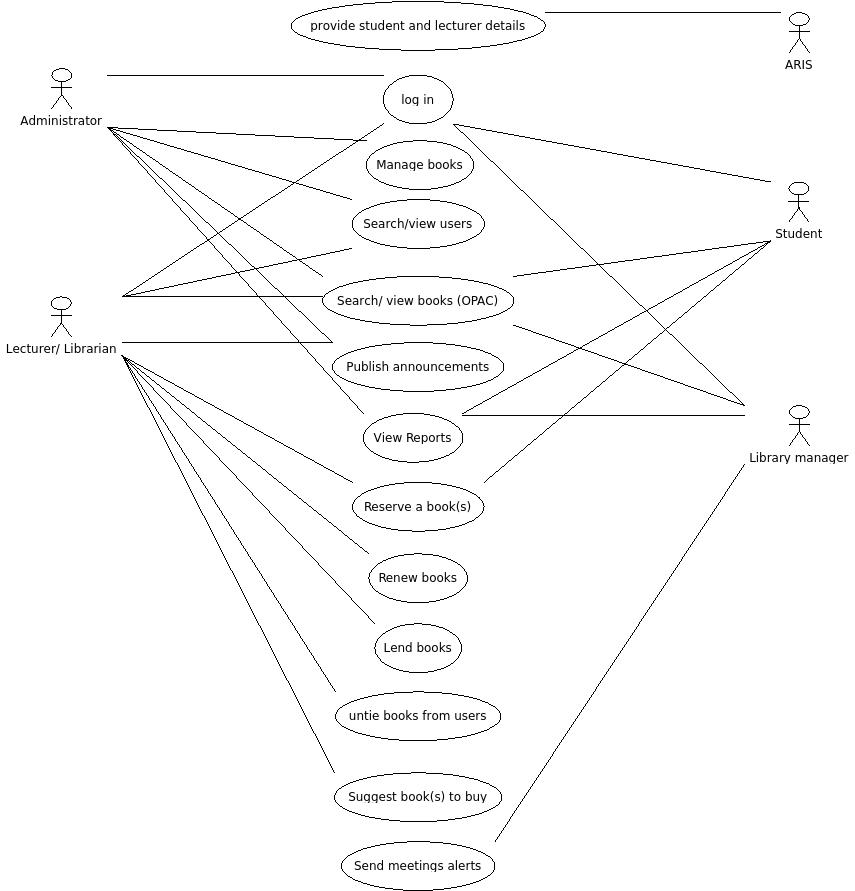 provide student and lecturer details
ARIS
log in
Administrator
Manage books
Search/view users
Student
Search/ view books (OPAC)
Lecturer/ Librarian
Publish announcements
View Reports
Library manager
Reserve a book(s)
Renew books
Lend books
untie books from users
Suggest book(s) to buy
Send meetings alerts